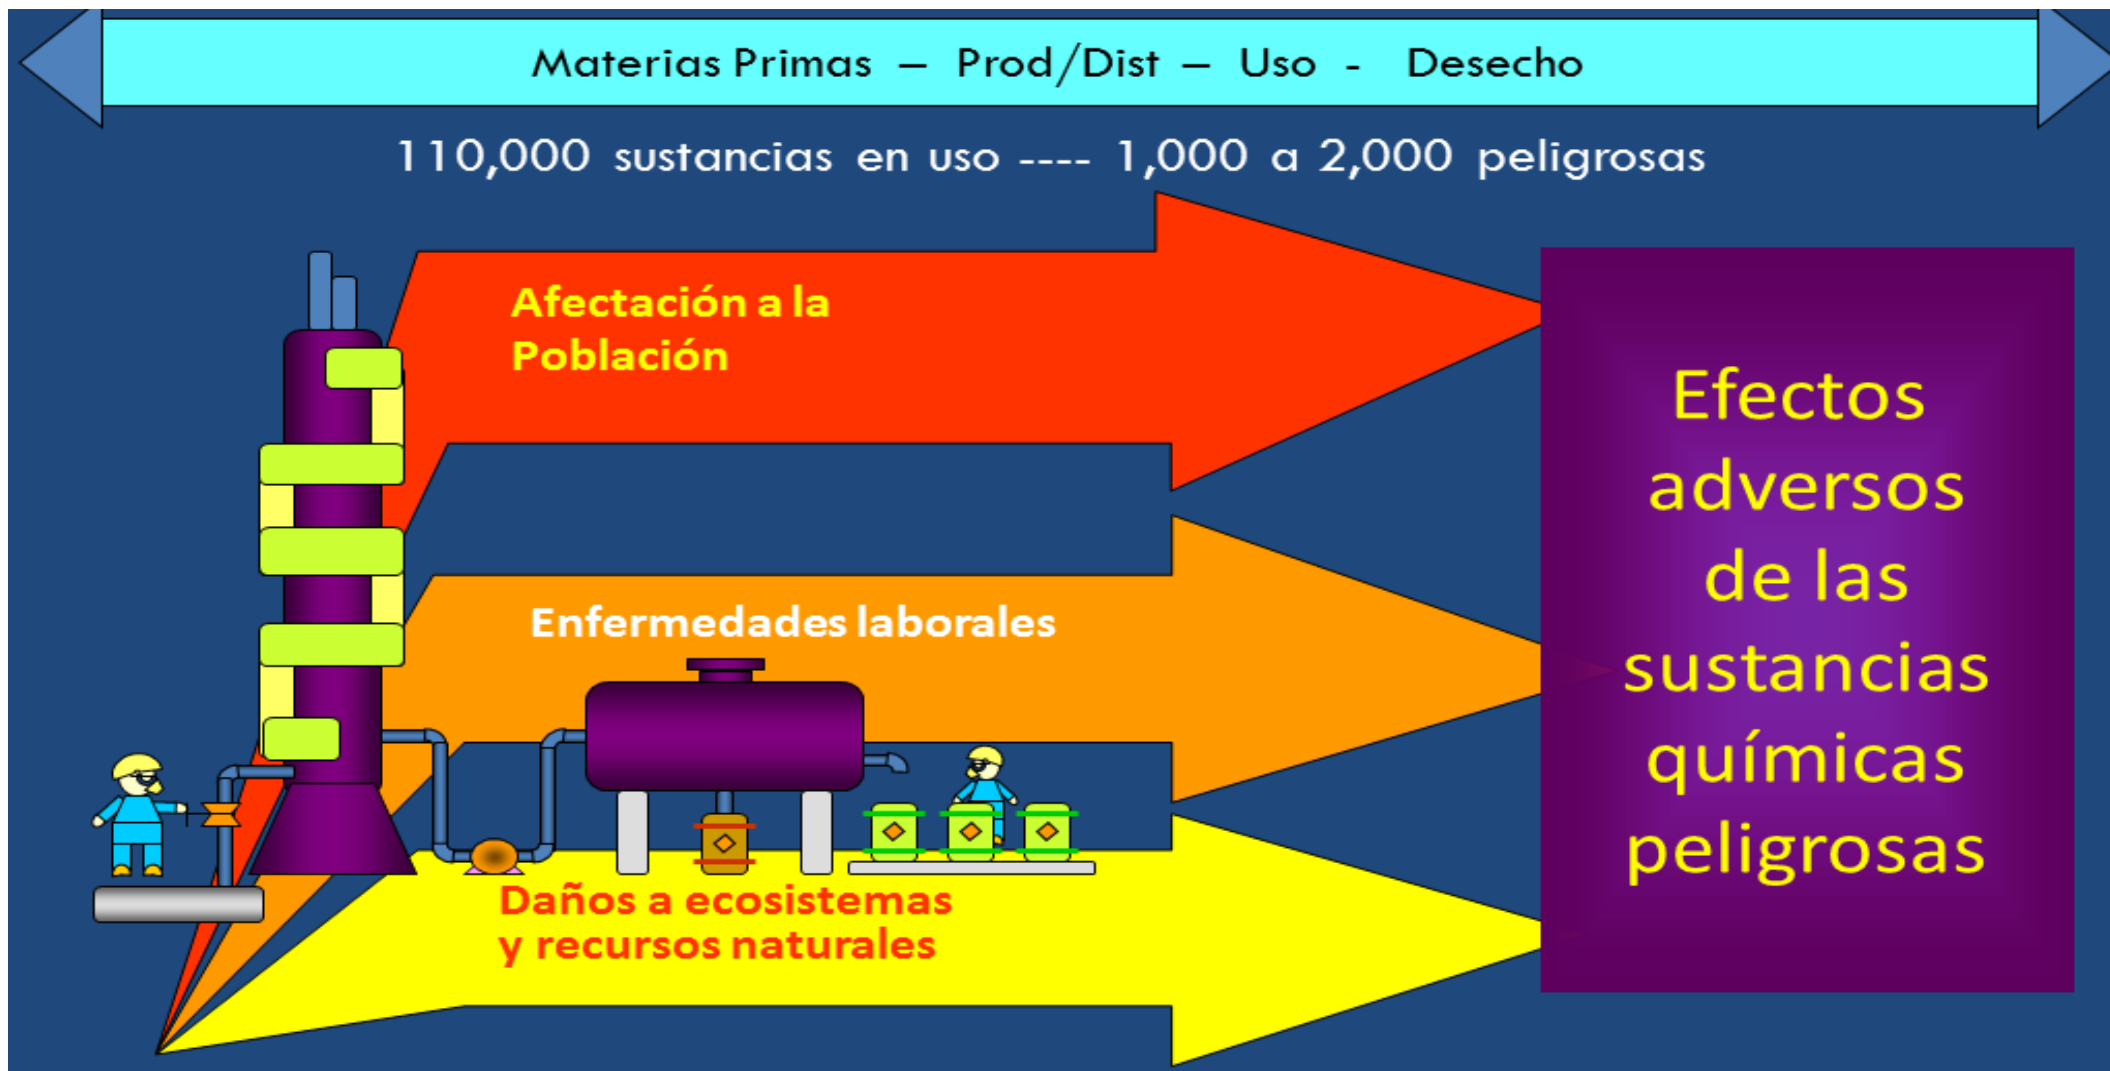 Materias Primas – Prod/Dist – Uso - Desecho
110,000 sustancias en uso ---- 1,000 a 2,000 peligrosas
Afectación a la
Población
Enfermedades laborales
Daños a ecosistemas
y recursos naturales
Efectos
adversos
de las
sustancias
químicas
peligrosas